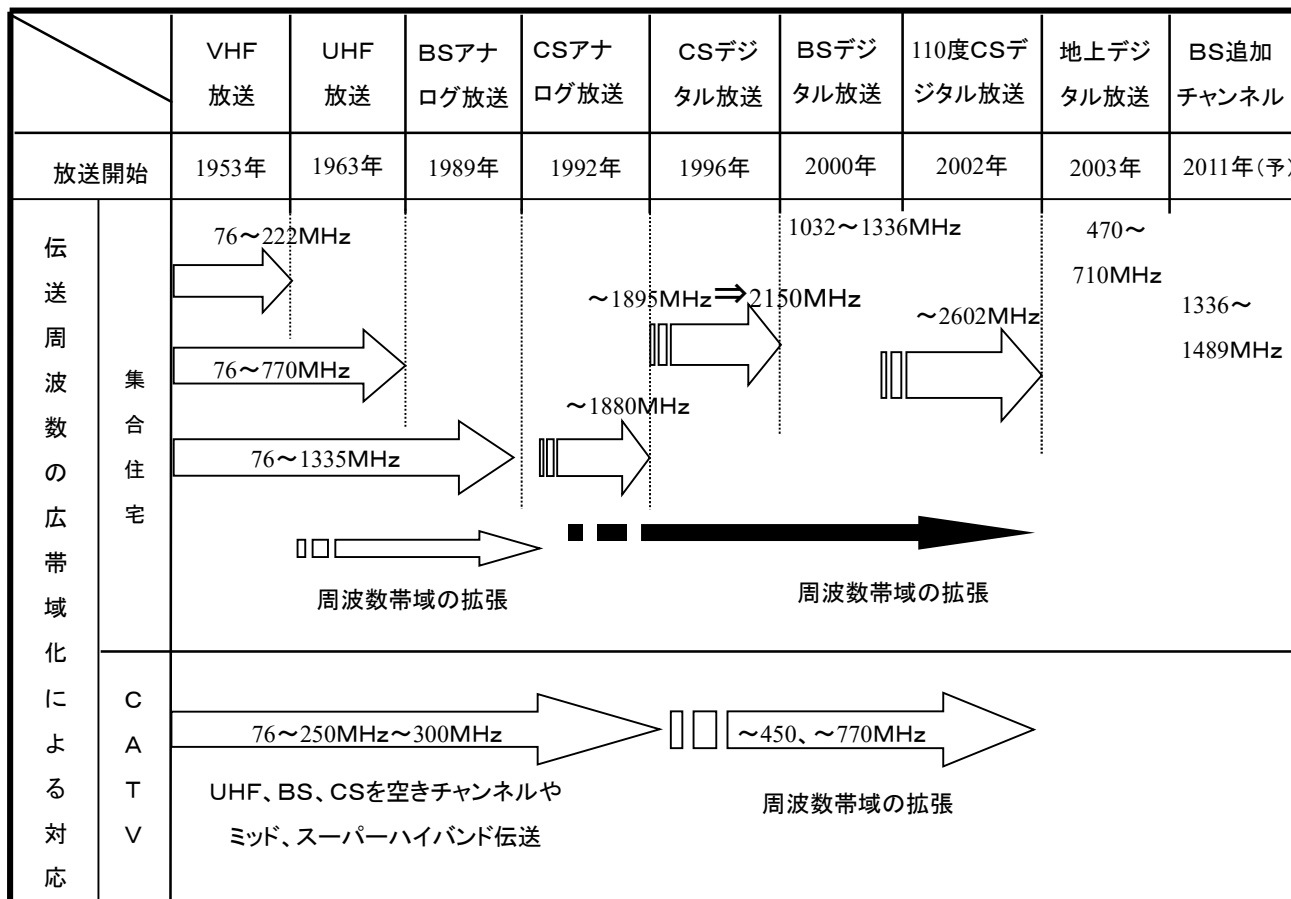 VHF
放送
UHF
放送
BSアナ
ログ放送
CSアナ
ログ放送
CSデジ
タル放送
BSデジ
タル放送
110度CSデ
ジタル放送
地上デジ
タル放送
BS追加
チャンネル
放送開始
1953年
1963年
1989年
1992年
1996年
2000年
2002年
2003年
2011年(予)
伝送周波数の広帯域化による対応
集合住宅
76~222MHz
76~770MHz
76~1335MHz
~1880MHz
~1895MHz⇒2150MHz
1032~1336MHz
~2602MHz
470~
710MHz
1336~
1489MHz
周波数帯域の拡張
周波数帯域の拡張
CATV
76~250MHz~300MHz
~450、~770MHz
UHF、BS、CSを空きチャンネルや
ミッド、スーパーハイバンド伝送
周波数帯域の拡張